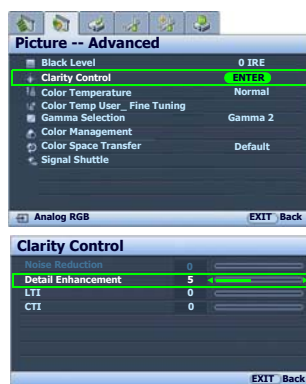 Picture -- Advanced
Black Level 0 IRE
Clarity Control ENTER
Color Temperature Normal
Color Temp User_ Fine Tuning
Gamma Selection Gamma 2
Color Management
Color Space Transfer Default
Signal Shuttle
Analog RGB EXIT Back
Clarity Control
Noise Reduction 0
Detail Enhancement 5
LTI 0
CTI 0
EXIT Back